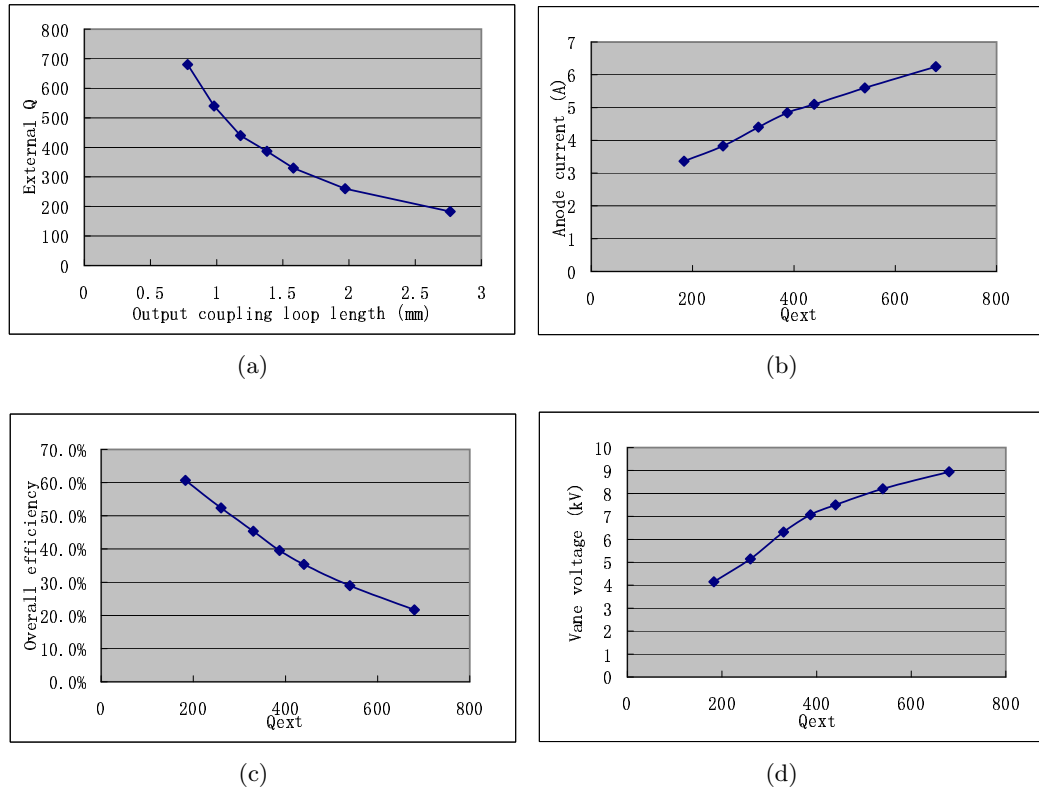 External Q
800
700
600
500
400
300
200
100
0
0 0.5 1 1.5 2 2.5 3
Output coupling loop length (mm)
(a)
Anode current (A)
7
6
5
4
3
2
1
0
0 200 400 600 800
Qext
(b)
Overall efficiency
70.0%
60.0%
50.0%
40.0%
30.0%
20.0%
10.0%
0.0%
0 200 400 600 800
Qext
(c)
Vane voltage (kV)
10
9
8
7
6
5
4
3
2
1
0
0 200 400 600 800
Qext
(d)